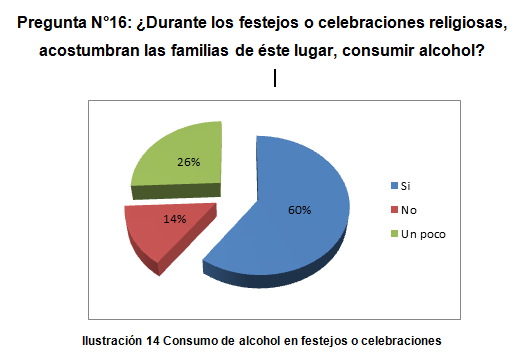 Pregunta N°16: ¿Durante los festejos o celebraciones religiosas,
acostumbran las familias de éste lugar, consumir alcohol?
26%
14%
60%
Si
No
Un poco
Ilustración 14 Consumo de alcohol en festejos o celebraciones